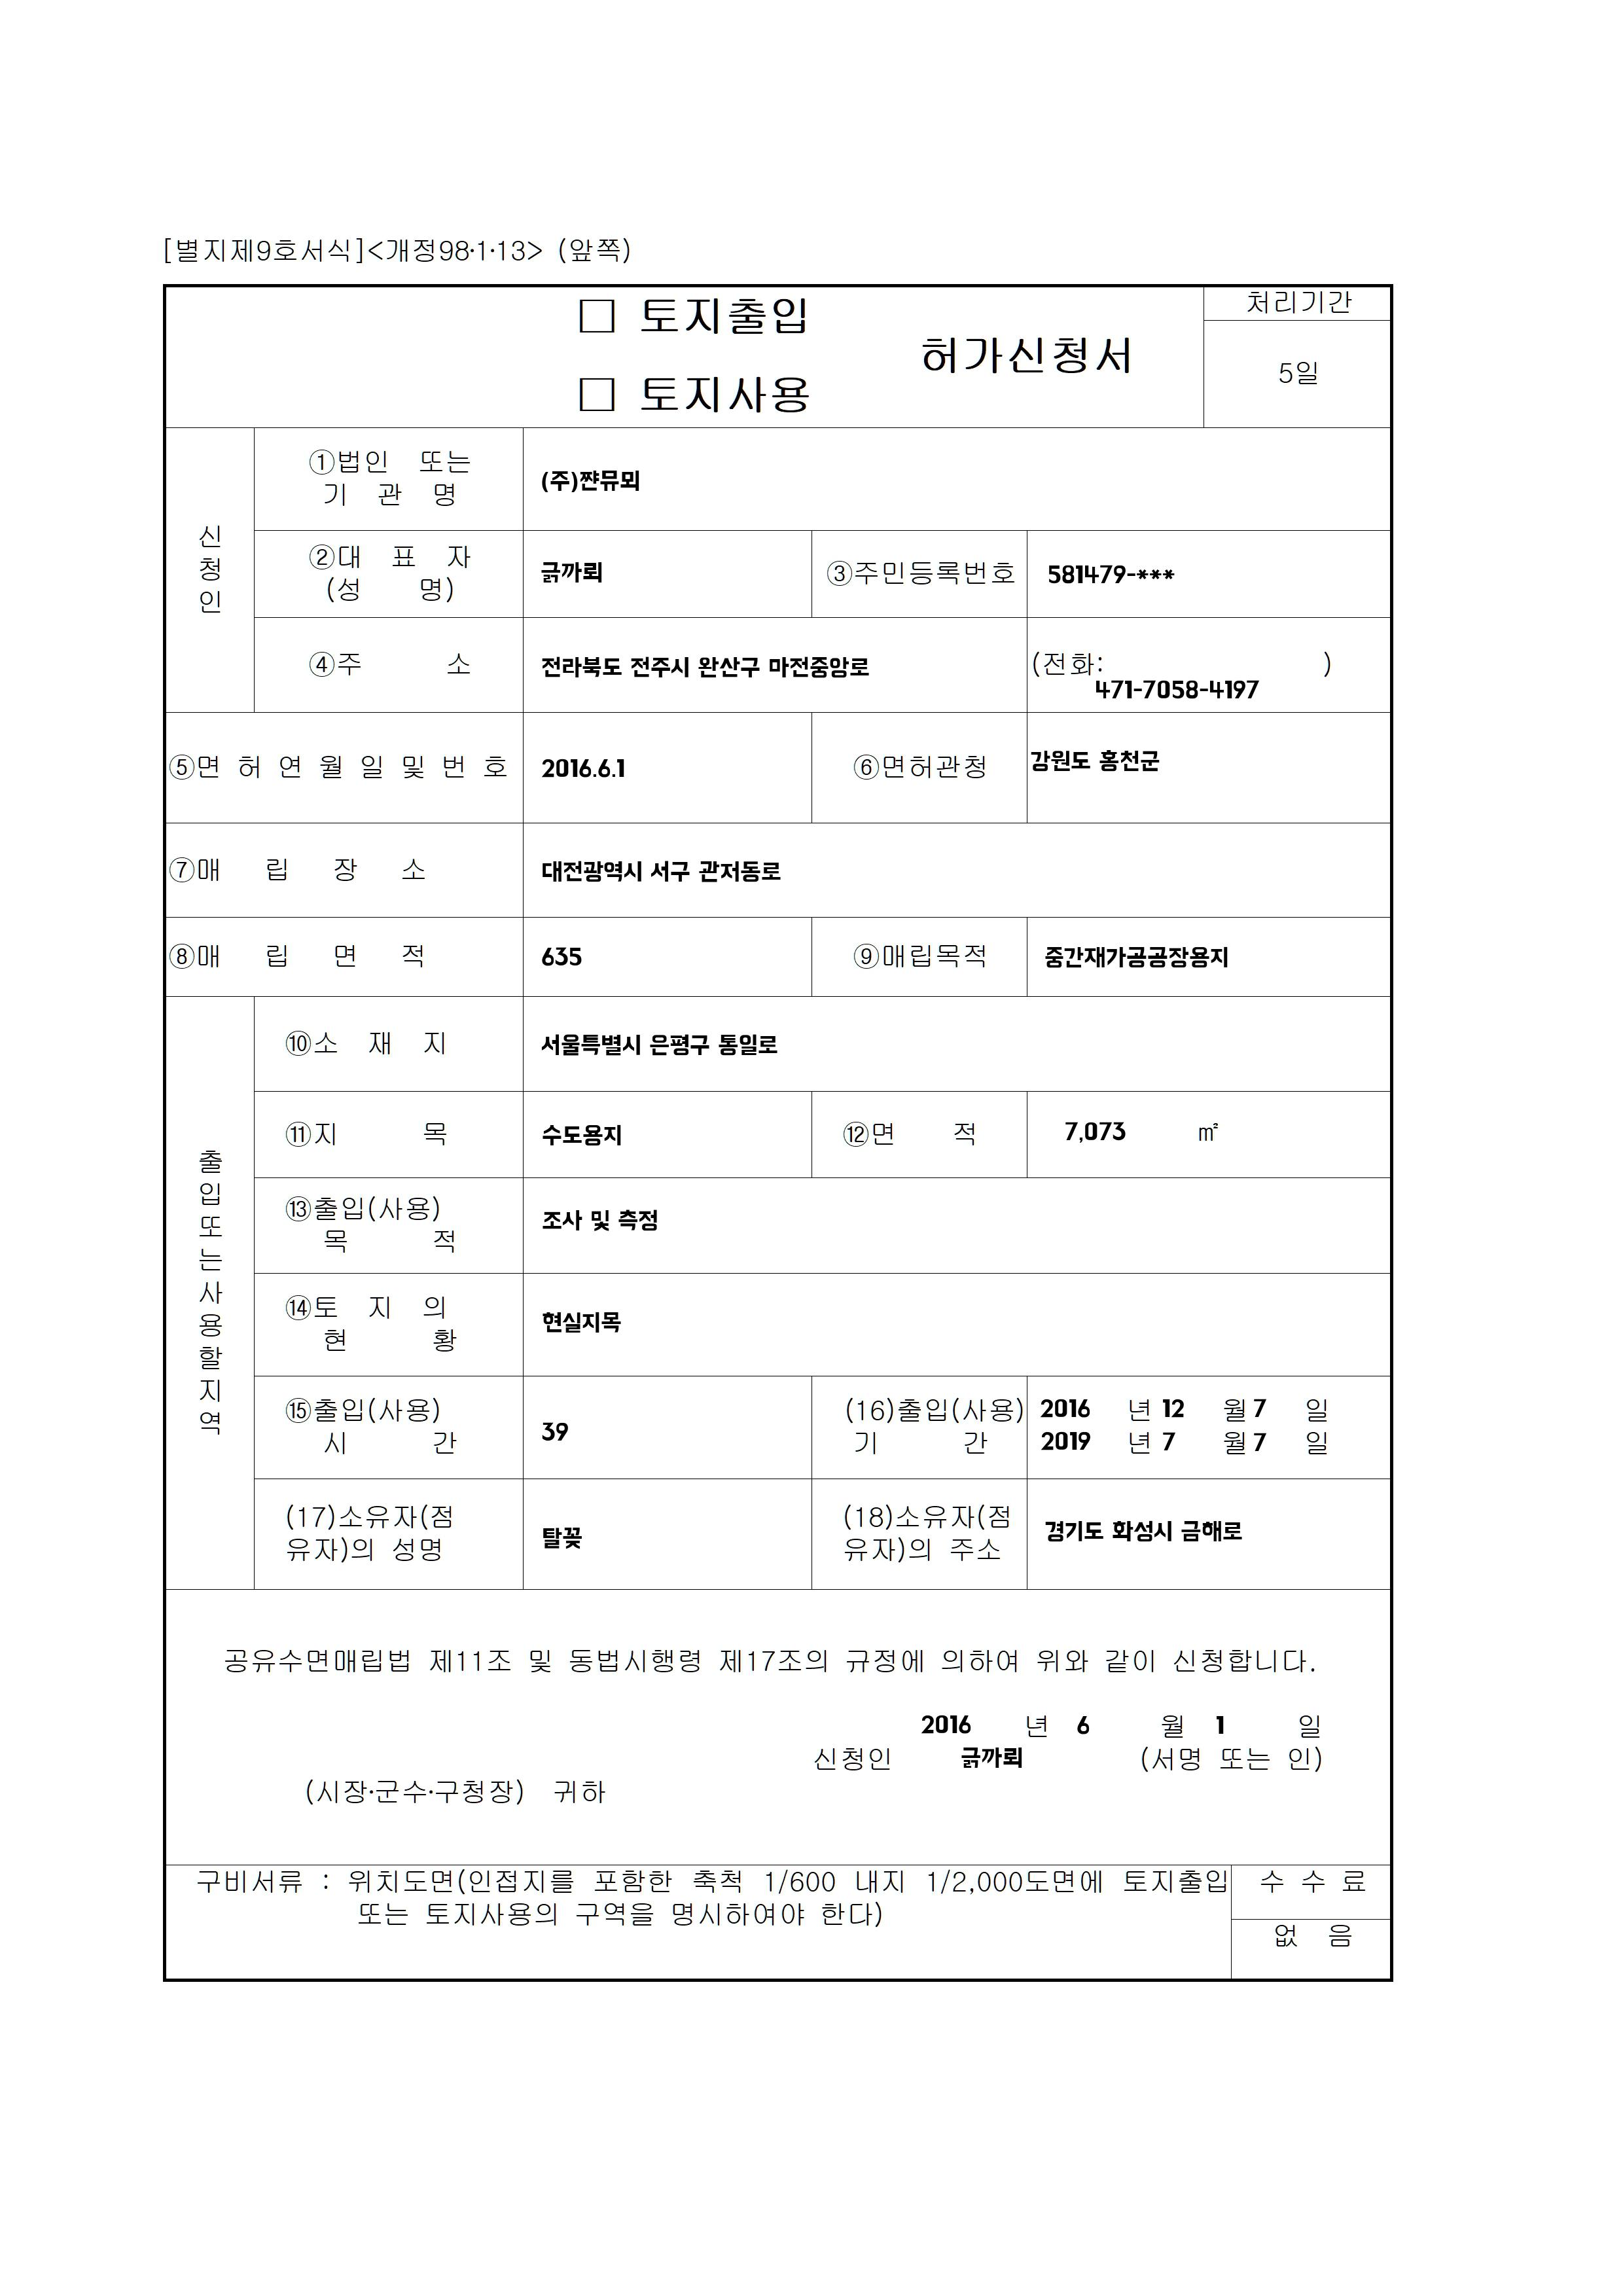 [별지제9호서식]<개정98·1·13> (앞쪽)
□ 토지출입
□ 토지사용
허가신청서
처리기간
5일
신청인
①법인 또는
기 관 명
(주)쨘뮤뫼
②대 표 자
(성 명)
긁까뢰
③주민등록번호
581479-***
④주 소
전라북도 전주시 완산구 마전중앙로
(전화: )
471-7058-4197
⑤면 허 연 월 일 및 번 호
2016.6.1
⑥면허관청
강원도 홍천군
⑦매 립 장 소
대전광역시 서구 관저동로
⑧매 립 면 적
635
⑨매립목적
중간재가공공장용지
출입또는사용할지역
⑩소 재 지
서울특별시 은평구 통일로
⑪지 목
수도용지
⑫면 적
7,073 ㎡
⑬출입(사용)
목 적
조사 및 측정
⑭토 지 의
현 황
현실지목
⑮출입(사용)
시 간
39
(16)출입(사용)
기 간
2016 년 12 월 7 일
2019 년 7 월 7 일
(17)소유자(점
유자)의 성명
탈꽂
(18)소유자(점
유자)의 주소
경기도 화성시 금해로
공유수면매립법 제11조 및 동법시행령 제17조의 규정에 의하여 위와 같이 신청합니다.
2016 년 6 월 1 일
신청인 긁까뢰 (서명 또는 인)
(시장·군수·구청장) 귀하
구비서류 : 위치도면(인접지를 포함한 축척 1/600 내지 1/2,000도면에 토지출입
또는 토지사용의 구역을 명시하여야 한다)
수 수 료
없 음